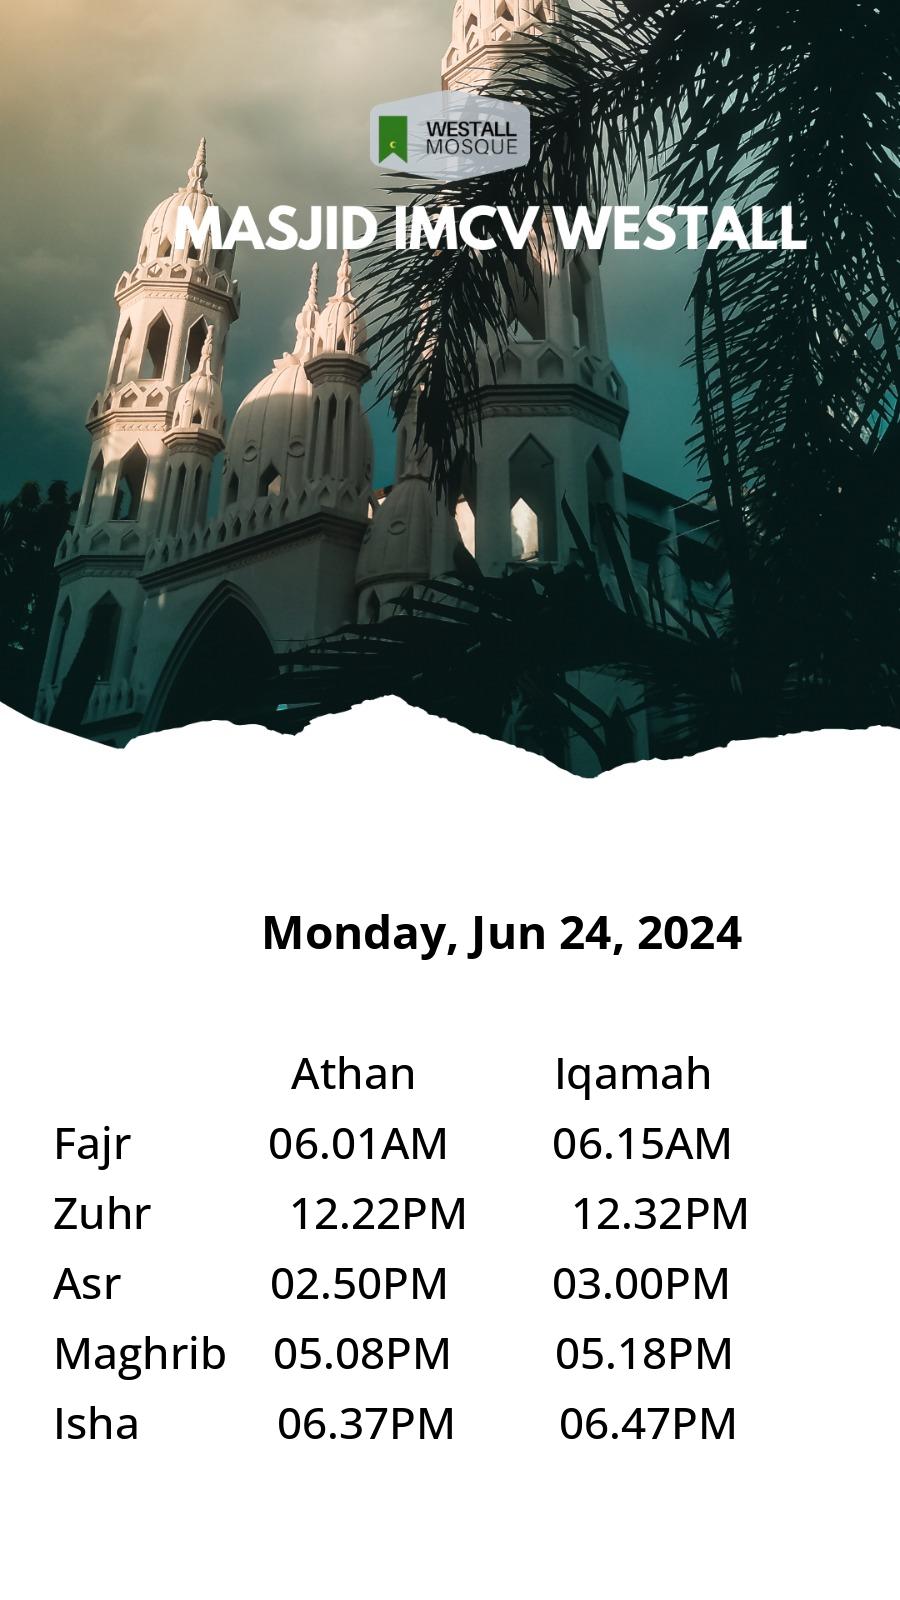 WESTALL
MOSQUE
MASJID IMCV WESTALL
Monday, Jun 24, 2024
Athan Iqamah
Fajr 06.01AM 06.15AM
Zuhr 12.22PM 12.32PM
Asr 02.50PM 03.00PM
Maghrib 05.08PM 05.18PM
Isha 06.37PM 06.47PM